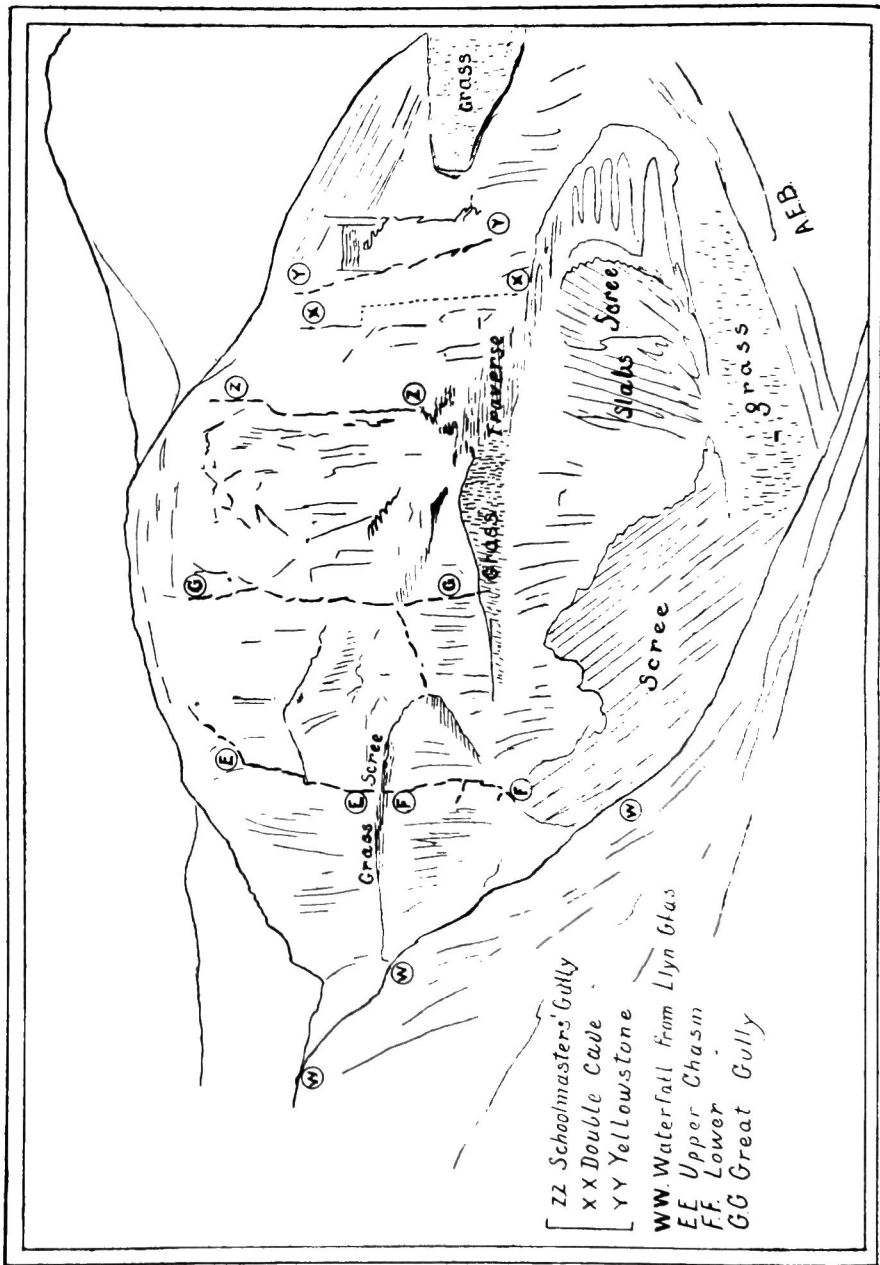 ZZ Schoolmasters' Gully
XX Double Cave
YY Yellowstone
WW. Waterfall from Llyn Glas
EE Upper Chasm
F.F. Lower "
G.G Great Gully
W
W
W
E
E
F
F
G
G
Z
Z
X
X
Y
Y
Grass Scree
Grass Traverse
Grass
Scree
Slabs Scree
grass
A.E.B.